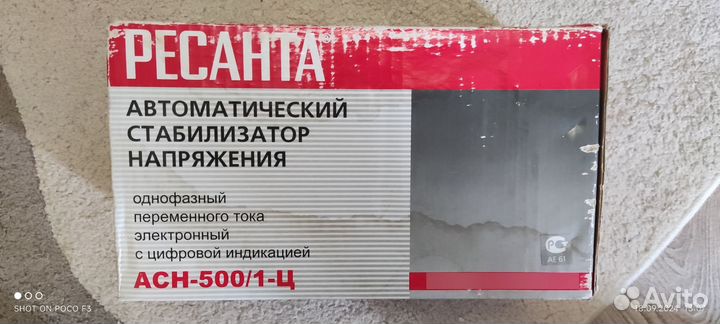 РЕСАНТА®
АВТОМАТИЧЕСКИЙ
СТАБИЛИЗАТОР
НАПРЯЖЕНИЯ
однофазный
переменного тока
электронный
с цифровой индикацией
АСН-500/1-Ц
АЕ 61
SHOT ON POCO F3
Avito